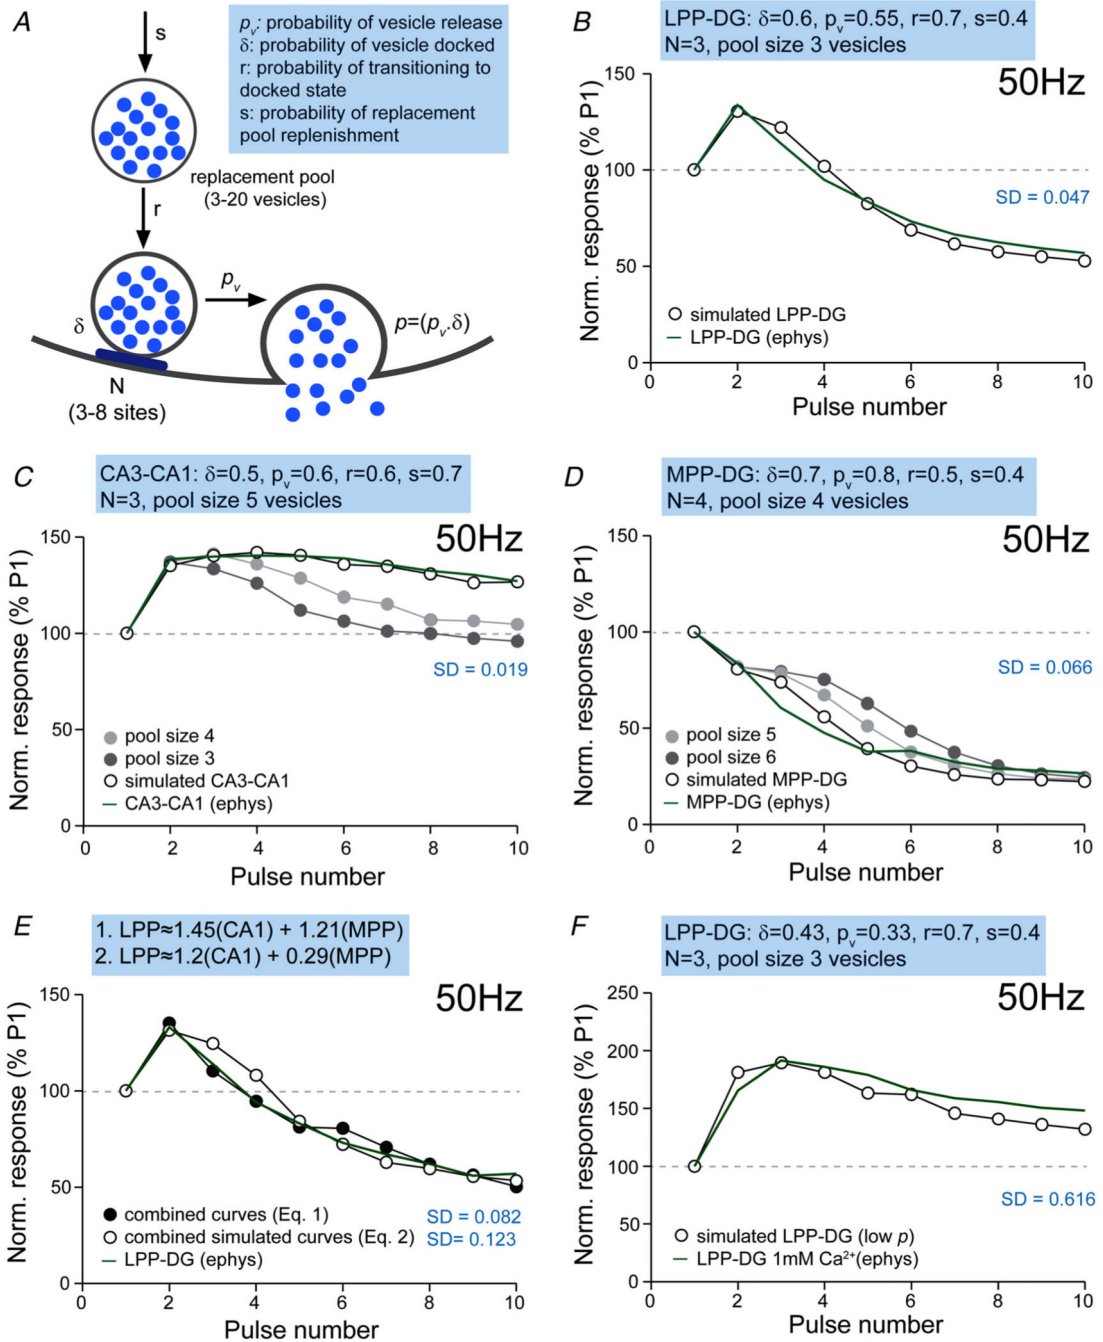 A
s
p_v: probability of vesicle release
δ: probability of vesicle docked
r: probability of transitioning to
docked state
s: probability of replacement
pool replenishment
replacement pool
(3-20 vesicles)
r
p_v
δ
p=(p_v.δ)
N
(3-8 sites)
B
LPP-DG: δ=0.6, p_v=0.55, r=0.7, s=0.4
N=3, pool size 3 vesicles
50Hz
Norm. response (% P1)
150
100
50
0
SD = 0.047
simulated LPP-DG
LPP-DG (ephys)
0 2 4 6 8 10
Pulse number
C
CA3-CA1: δ=0.5, p_v=0.6, r=0.6, s=0.7
N=3, pool size 5 vesicles
50Hz
Norm. response (% P1)
150
100
50
0
SD = 0.019
pool size 4
pool size 3
simulated CA3-CA1
CA3-CA1 (ephys)
0 2 4 6 8 10
Pulse number
D
MPP-DG: δ=0.7, p_v=0.8, r=0.5, s=0.4
N=4, pool size 4 vesicles
50Hz
Norm. response (% P1)
150
100
50
0
SD = 0.066
pool size 5
pool size 6
simulated MPP-DG
MPP-DG (ephys)
0 2 4 6 8 10
Pulse number
E
1. LPP≈1.45(CA1) + 1.21(MPP)
2. LPP≈1.2(CA1) + 0.29(MPP)
50Hz
Norm. response (% P1)
150
100
50
0
combined curves (Eq. 1) SD = 0.082
combined simulated curves (Eq. 2) SD= 0.123
LPP-DG (ephys)
0 2 4 6 8 10
Pulse number
F
LPP-DG: δ=0.43, p_v=0.33, r=0.7, s=0.4
N=3, pool size 3 vesicles
50Hz
Norm. response (% P1)
250
200
150
100
50
0
SD = 0.616
simulated LPP-DG (low p)
LPP-DG 1mM Ca²⁺(ephys)
0 2 4 6 8 10
Pulse number